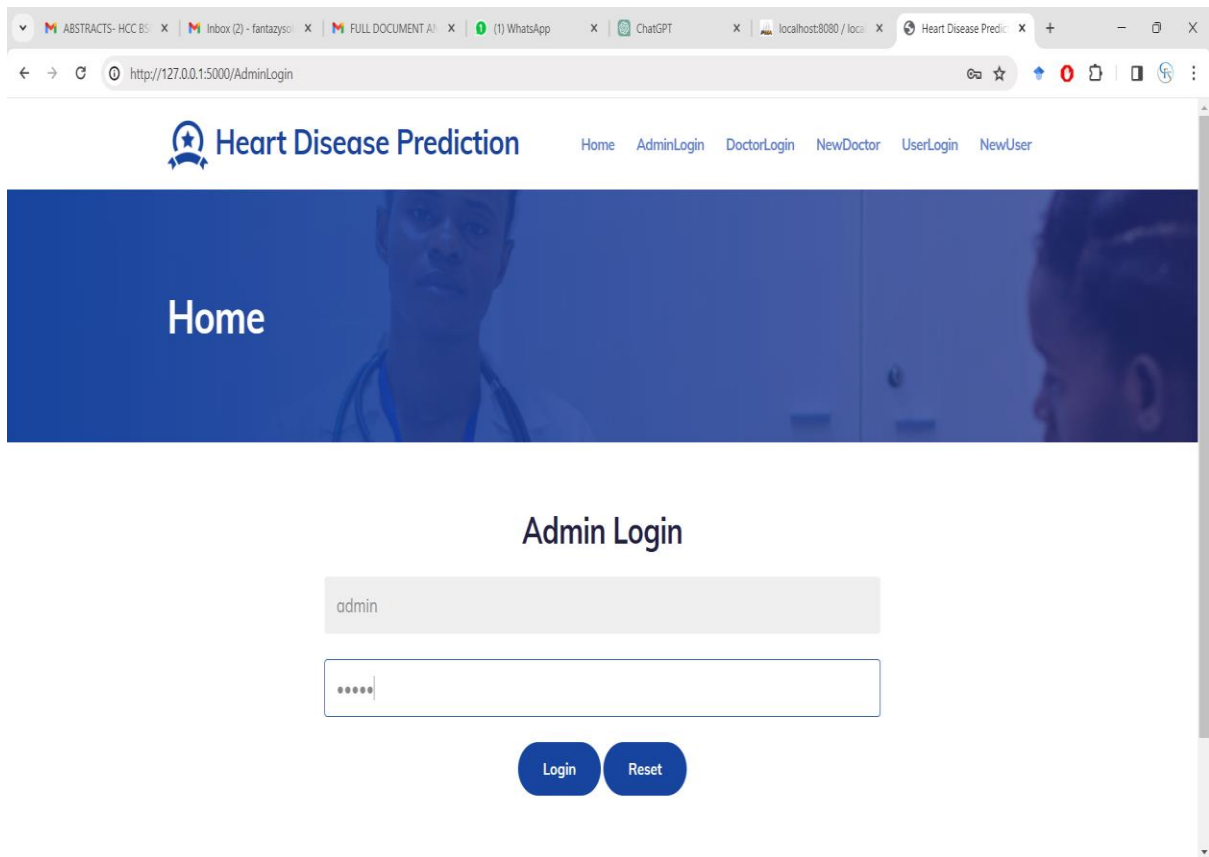 ABSTRACTS- HCC BS
Inbox (2) - fantazyso
FULL DOCUMENT A
(1) WhatsApp
ChatGPT
localhost:8080 / loca
Heart Disease Predic
http://127.0.0.1:5000/AdminLogin
Heart Disease Prediction
Home AdminLogin DoctorLogin NewDoctor UserLogin NewUser
Home
Admin Login
admin
•••••
Login Reset